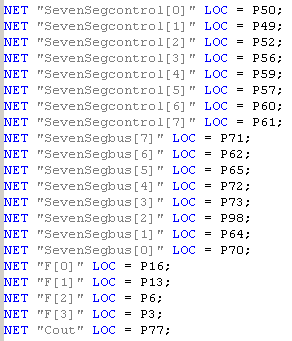 NET "SevenSegcontrol[0]" LOC = P50;
NET "SevenSegcontrol[1]" LOC = P49;
NET "SevenSegcontrol[2]" LOC = P52;
NET "SevenSegcontrol[3]" LOC = P56;
NET "SevenSegcontrol[4]" LOC = P59;
NET "SevenSegcontrol[5]" LOC = P57;
NET "SevenSegcontrol[6]" LOC = P60;
NET "SevenSegcontrol[7]" LOC = P61;
NET "SevenSegbus[7]" LOC = P71;
NET "SevenSegbus[6]" LOC = P62;
NET "SevenSegbus[5]" LOC = P65;
NET "SevenSegbus[4]" LOC = P72;
NET "SevenSegbus[3]" LOC = P73;
NET "SevenSegbus[2]" LOC = P98;
NET "SevenSegbus[1]" LOC = P64;
NET "SevenSegbus[0]" LOC = P70;
NET "F[0]" LOC = P16;
NET "F[1]" LOC = P13;
NET "F[2]" LOC = P6;
NET "F[3]" LOC = P3;
NET "Cout" LOC = P77;